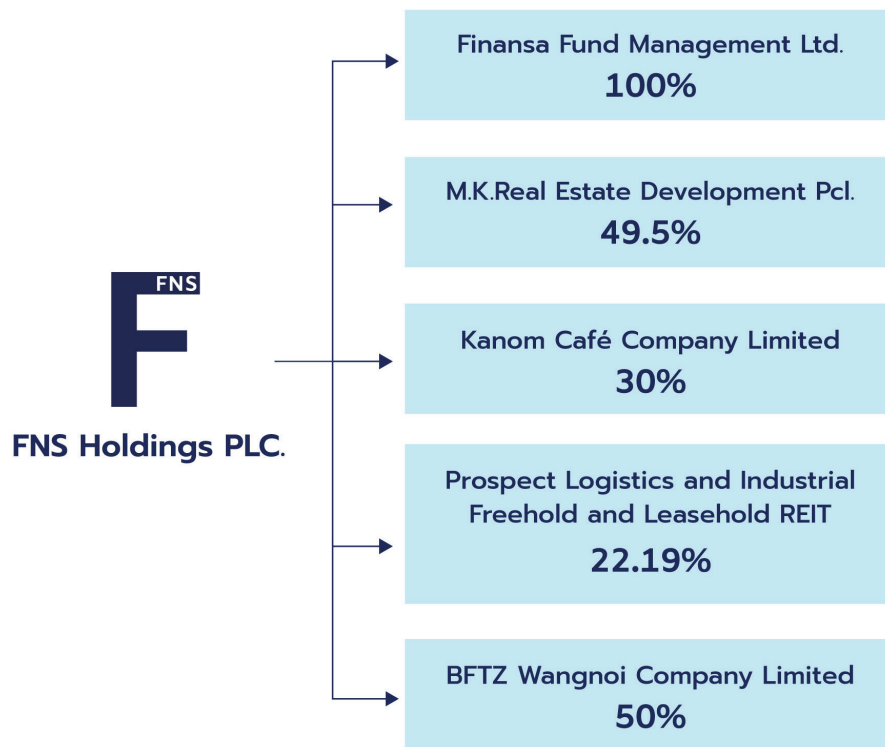 FNS
FNS Holdings PLC.
Finansa Fund Management Ltd.
100%
M.K.Real Estate Development Pcl.
49.5%
Kanom Café Company Limited
30%
Prospect Logistics and Industrial
Freehold and Leasehold REIT
22.19%
BFTZ Wangnoi Company Limited
50%